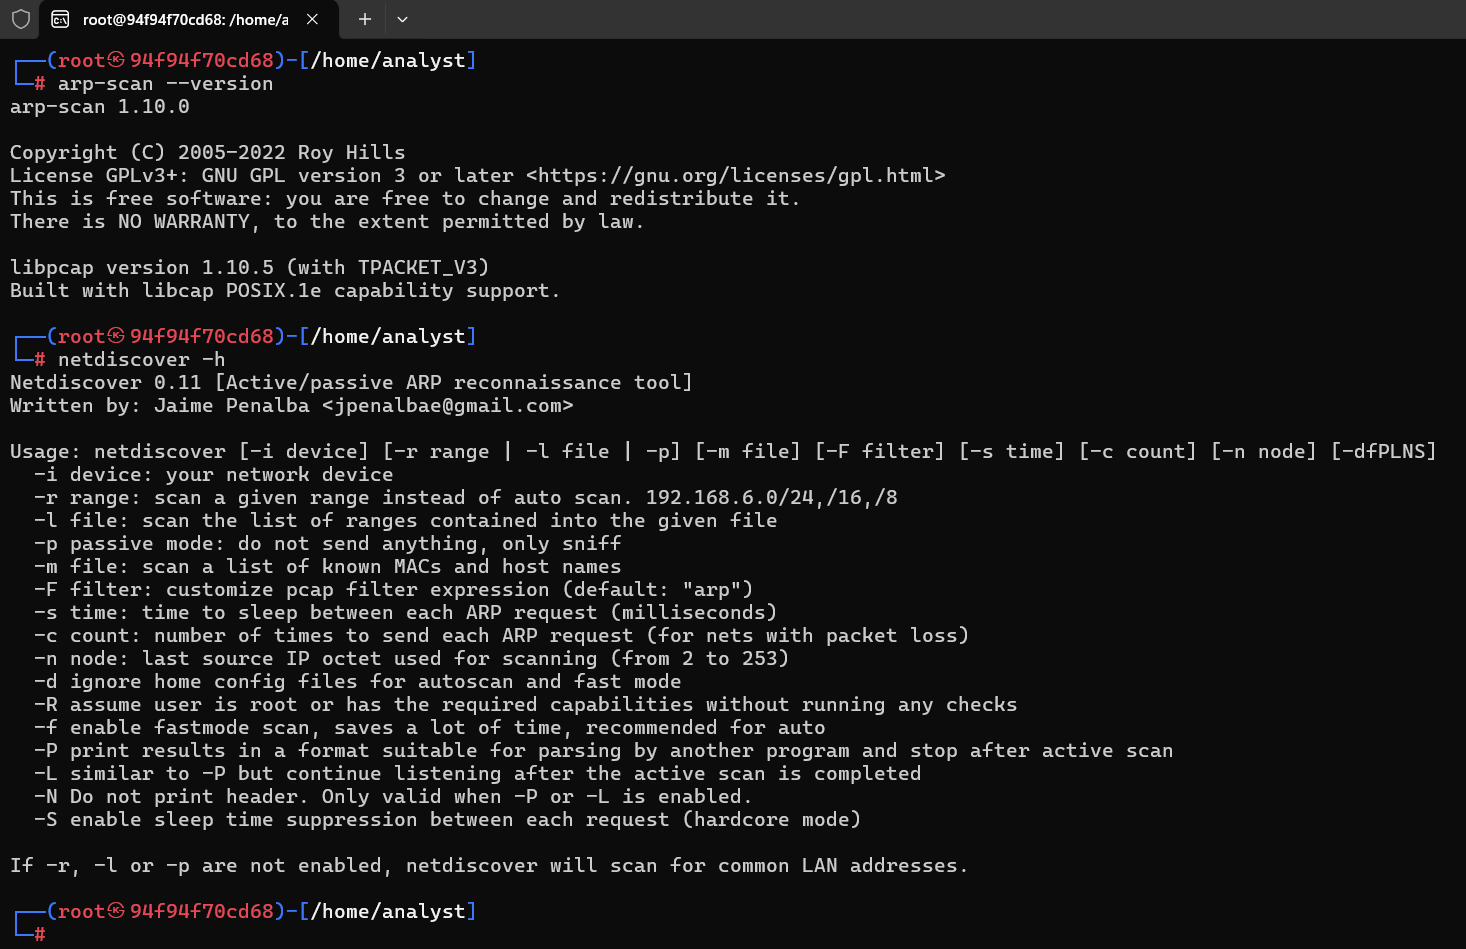 root@94f94f70cd68: /home/a
┌──(root㉿94f94f70cd68)-[/home/analyst]
└─# arp-scan --version
arp-scan 1.10.0
Copyright (C) 2005-2022 Roy Hills
License GPLv3+: GNU GPL version 3 or later <https://gnu.org/licenses/gpl.html>
This is free software: you are free to change and redistribute it.
There is NO WARRANTY, to the extent permitted by law.
libpcap version 1.10.5 (with TPACKET_V3)
Built with libcap POSIX.1e capability support.
┌──(root㉿94f94f70cd68)-[/home/analyst]
└─# netdiscover -h
Netdiscover 0.11 [Active/passive ARP reconnaissance tool]
Written by: Jaime Penalba <jpenalbae@gmail.com>
Usage: netdiscover [-i device] [-r range | -l file | -p] [-m file] [-F filter] [-s time] [-c count] [-n node] [-dfPLNS]
  -i device: your network device
  -r range: scan a given range instead of auto scan. 192.168.6.0/24,/16,/8
  -l file: scan the list of ranges contained into the given file
  -p passive mode: do not send anything, only sniff
  -m file: scan a list of known MACs and host names
  -F filter: customize pcap filter expression (default: "arp")
  -s time: time to sleep between each ARP request (milliseconds)
  -c count: number of times to send each ARP request (for nets with packet loss)
  -n node: last source IP octet used for scanning (from 2 to 253)
  -d ignore home config files for autoscan and fast mode
  -R assume user is root or has the required capabilities without running any checks
  -f enable fastmode scan, saves a lot of time, recommended for auto
  -P print results in a format suitable for parsing by another program and stop after active scan
  -L similar to -P but continue listening after the active scan is completed
  -N Do not print header. Only valid when -P or -L is enabled.
  -S enable sleep time suppression between each request (hardcore mode)
If -r, -l or -p are not enabled, netdiscover will scan for common LAN addresses.
┌──(root㉿94f94f70cd68)-[/home/analyst]
└─#